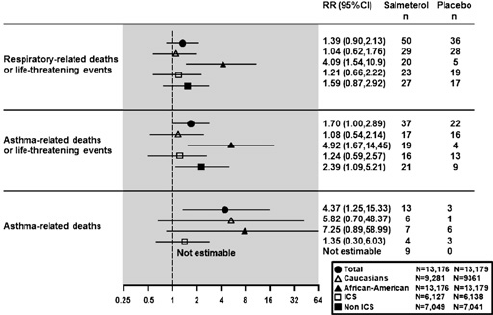 RR (95%CI) Salmeterol Placebo
n n
Respiratory-related deaths
or life-threatening events
1.39 (0.90,2.13) 50 36
1.04 (0.62,1.76) 29 28
4.09 (1.54,10.9) 20 5
1.21 (0.66,2.22) 23 19
1.59 (0.87,2.92) 27 17
Asthma-related deaths
or life-threatening events
1.70 (1.00,2.89) 37 22
1.08 (0.54,2.14) 17 16
4.92 (1.67,14.45) 19 4
1.24 (0.59,2.57) 16 13
2.39 (1.09,5.21) 21 9
Asthma-related deaths
4.37 (1.25,15.33) 13 3
5.82 (0.70,48.37) 6 1
7.25 (0.89,58.99) 7 6
1.35 (0.30,6.03) 4 3
Not estimable Not estimable 9 0
0.25 0.5 1 2 4 8 16 32 64
Total N=13,176 N=13,179
Caucasians N=9,281 N=9361
African-American N=13,176 N=13,179
ICS N=6,127 N=6,138
Non ICS N=7,049 N=7,041